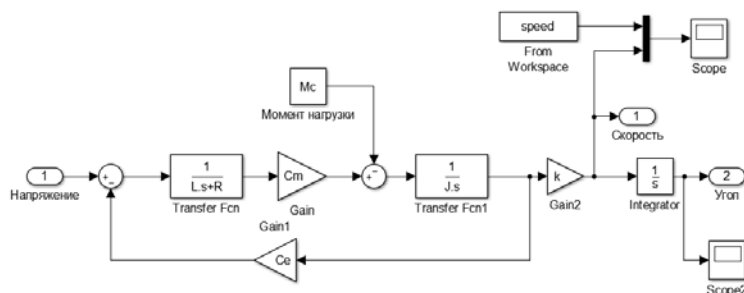 speed
From
Workspace
Scope
Mc
Момент нагрузки
1
Скорость
1
Напряжение
1
L.s+R
Transfer Fcn
Cm
Gain
1
J.s
Transfer Fcn1
k
Gain2
1
s
Integrator
2
Угол
Gain1
Ce
Scope2